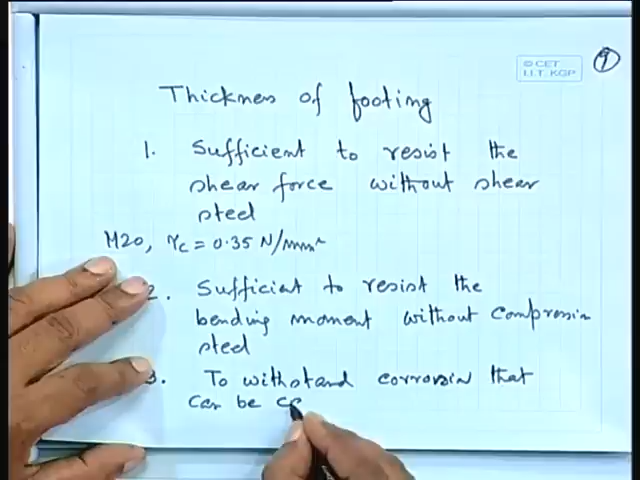 © CET
I.I.T. KGP
9
Thickness of footing
1. Sufficient to resist the
shear force without shear
steel
M20, τc = 0.35 N/mm²
2. Sufficient to resist the
bending moment without compression
steel
3. To withstand corrosion that
can be